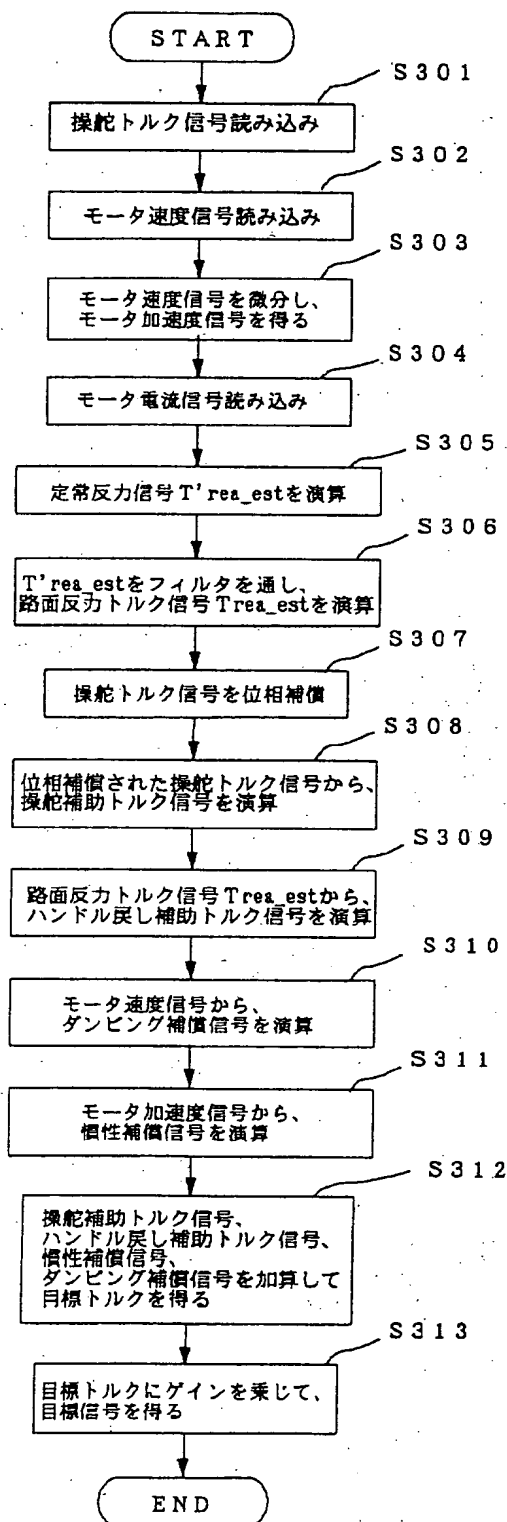 START
S301
操舵トルク信号読み込み
S302
モータ速度信号読み込み
S303
モータ速度信号を微分し、
モータ加速度信号を得る
S304
モータ電流信号読み込み
S305
定常反力信号T'rea_estを演算
S306
T'rea_estをフィルタを通し、
路面反力トルク信号Trea_estを演算
S307
操舵トルク信号を位相補償
S308
位相補償された操舵トルク信号から、
操舵補助トルク信号を演算
S309
路面反力トルク信号Trea_estから、
ハンドル戻し補助トルク信号を演算
S310
モータ速度信号から、
ダンピング補償信号を演算
S311
モータ加速度信号から、
慣性補償信号を演算
S312
操舵補助トルク信号、
ハンドル戻し補助トルク信号、
慣性補償信号、
ダンピング補償信号を加算して
目標トルクを得る
S313
目標トルクにゲインを乗じて、
目標信号を得る
END